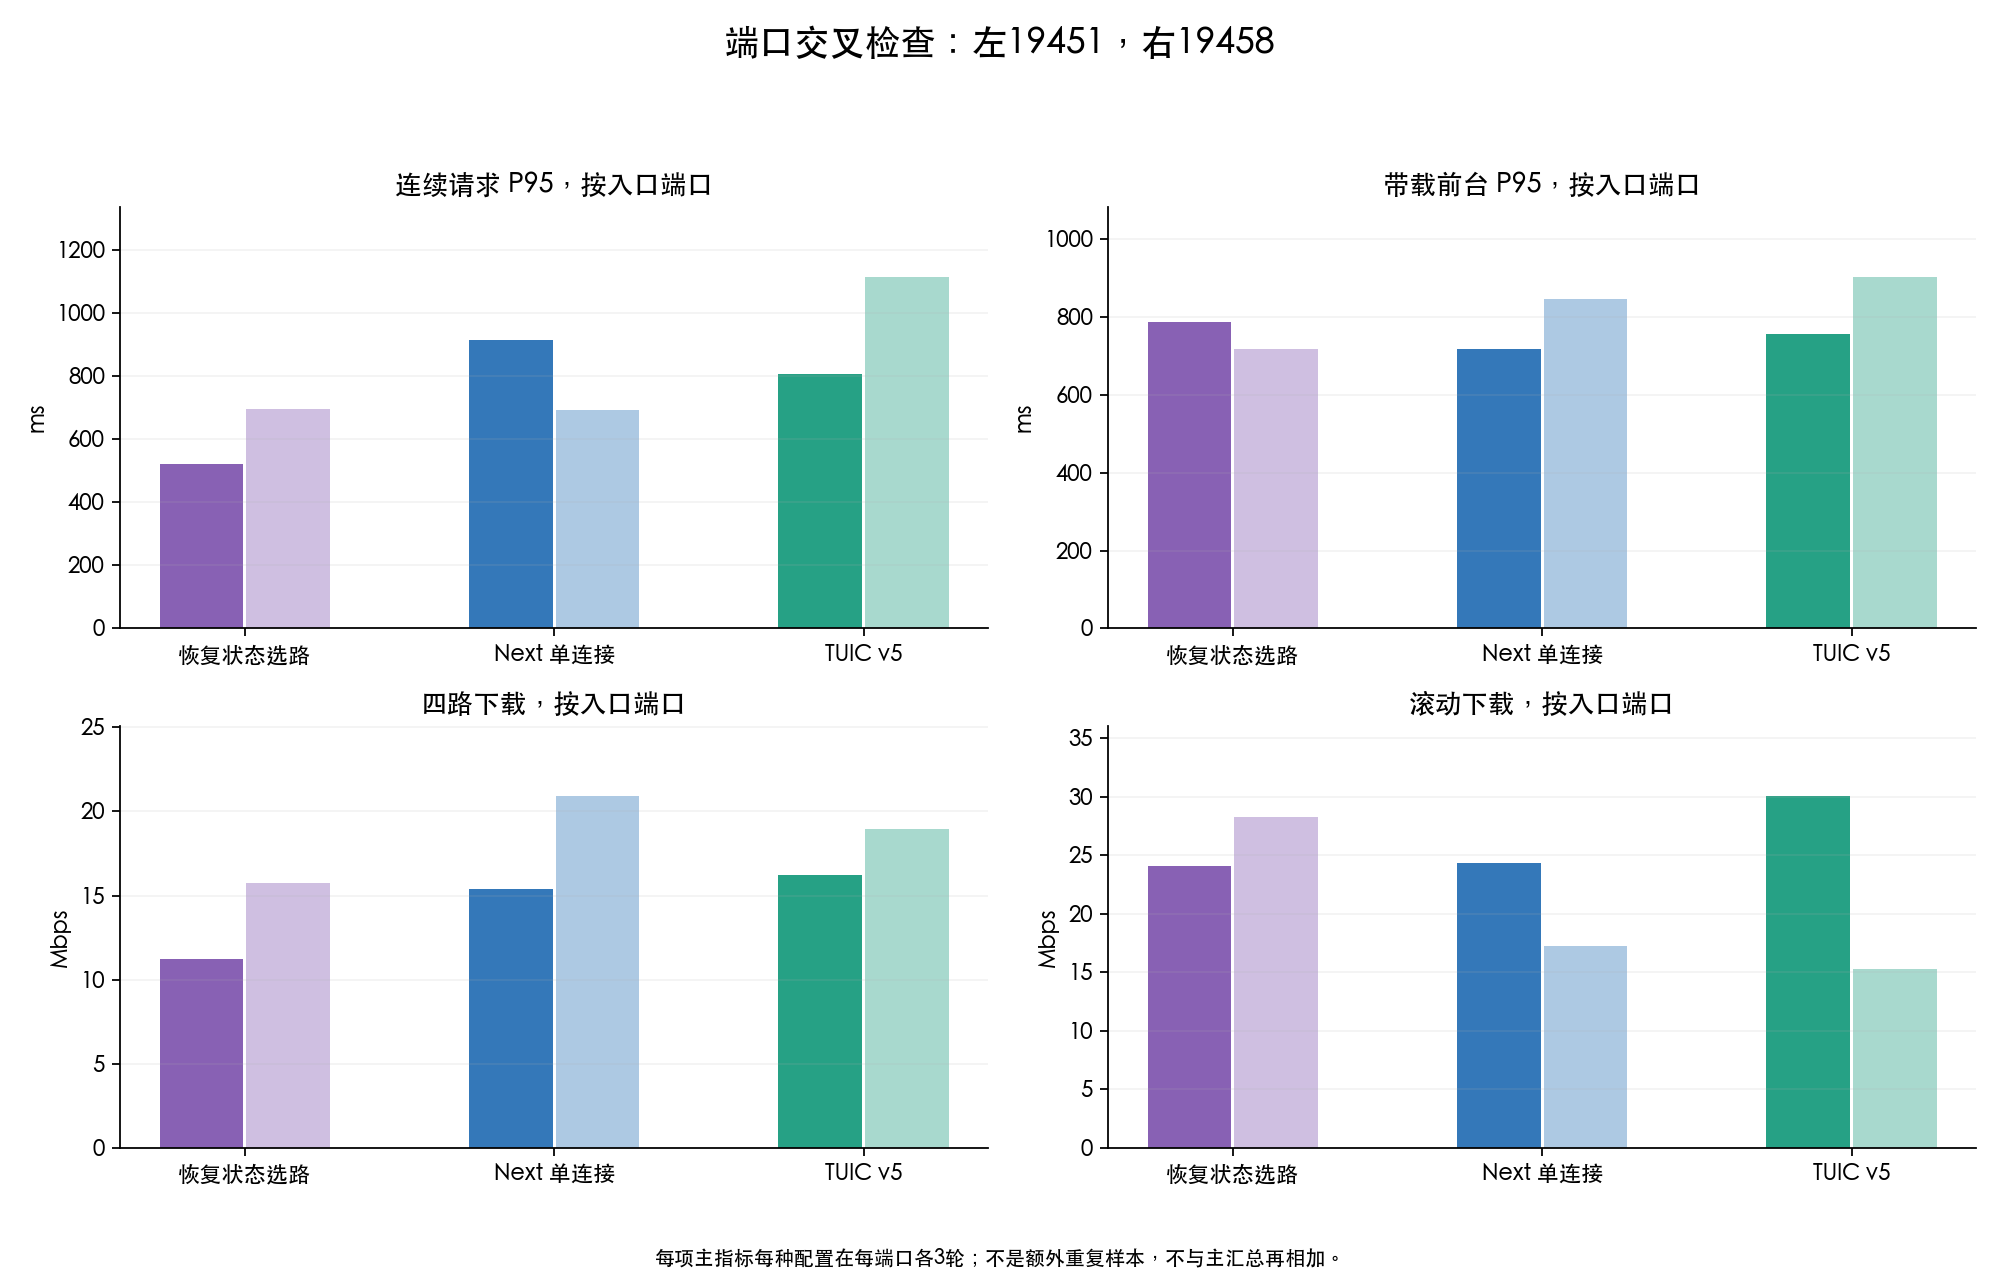 端口交叉检查：左19451，右19458
连续请求 P95，按入口端口
1200
1000
800
600
400
200
0
ms
恢复状态选路
Next 单连接
TUIC v5
带载前台 P95，按入口端口
1000
800
600
400
200
0
ms
恢复状态选路
Next 单连接
TUIC v5
四路下载，按入口端口
25
20
15
10
5
0
Mbps
恢复状态选路
Next 单连接
TUIC v5
滚动下载，按入口端口
35
30
25
20
15
10
5
0
Mbps
恢复状态选路
Next 单连接
TUIC v5
每项主指标每种配置在每端口各3轮；不是额外重复样本，不与主汇总再相加。